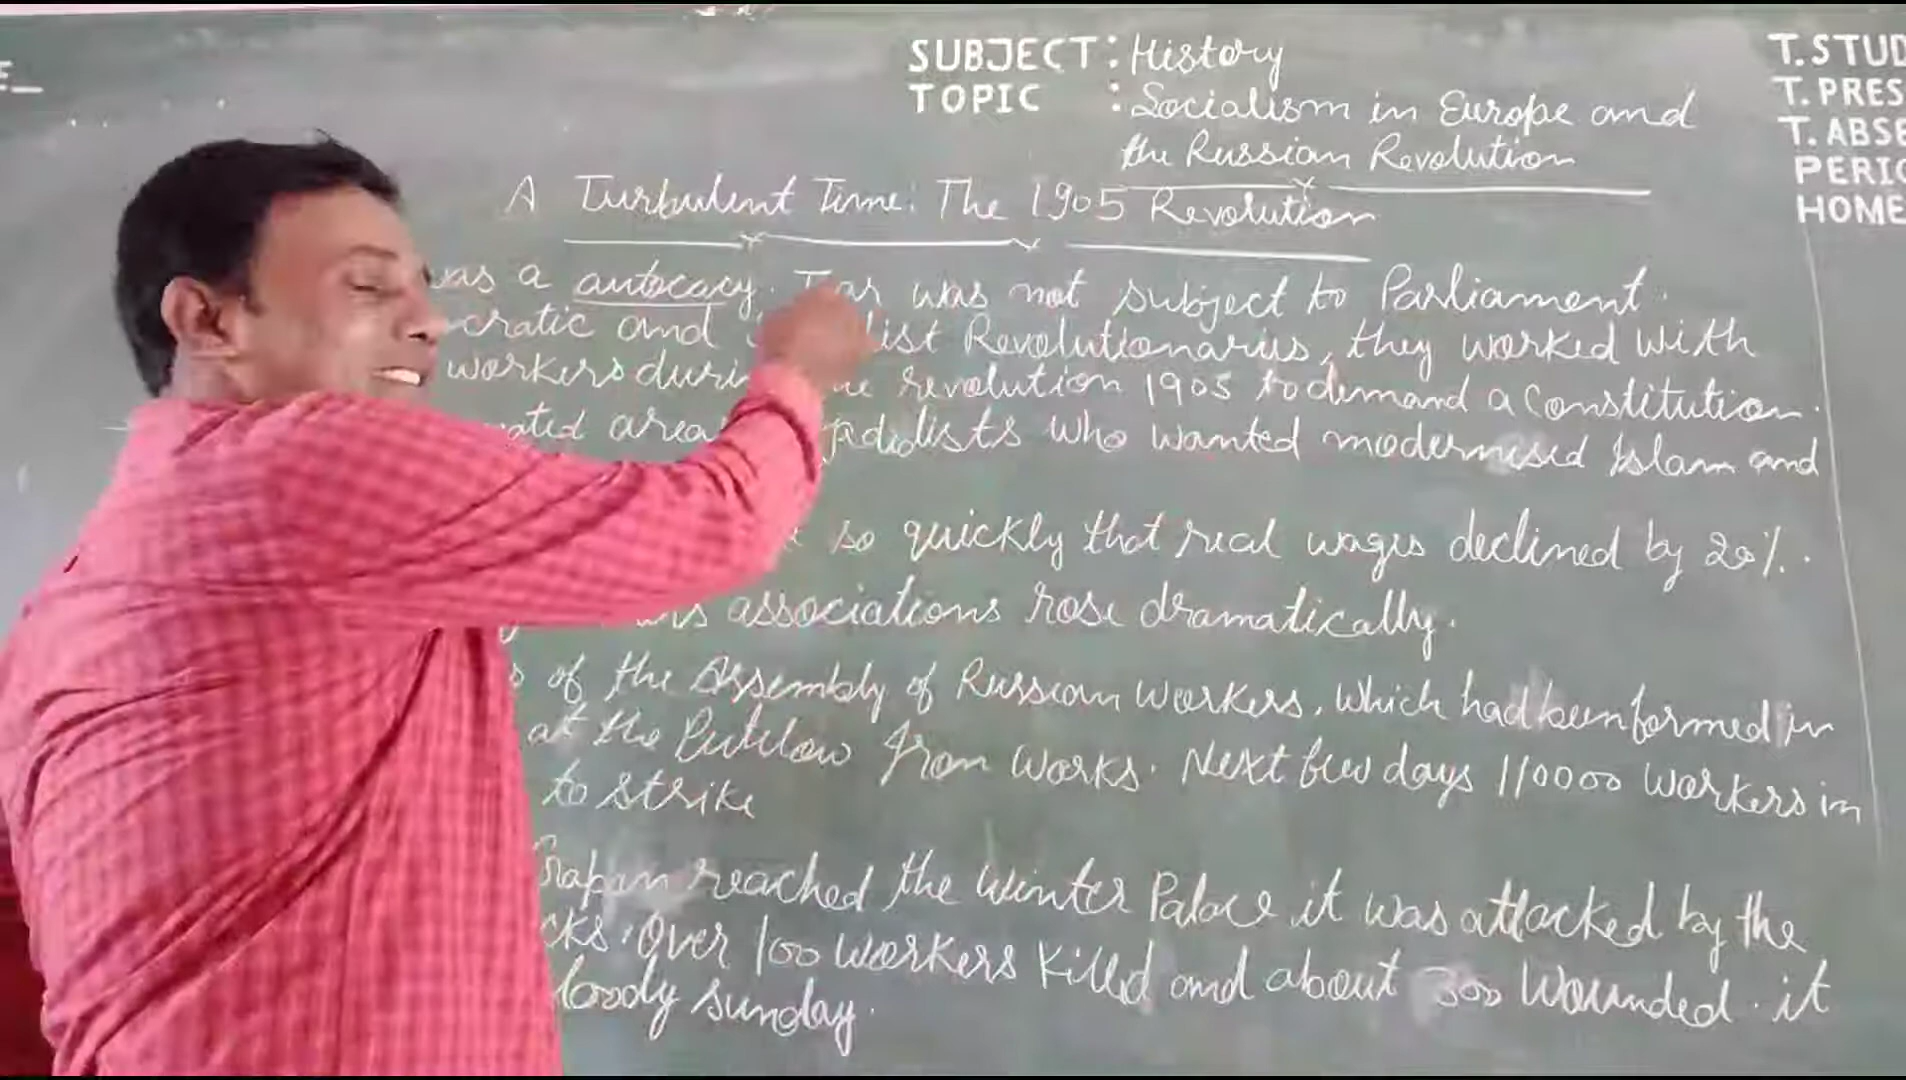 SUBJECT : History
TOPIC : Socialism in Europe and
the Russian Revolution
T.STUD
T. PRES
T. ABSE
PERIO
HOME
A Turbulent Time: The 1905 Revolution
as a autocacy. Tsar was not subject to Parliament.
cratic and list Revolutionaries, they worked with
workers during revolution 1905 to demand a Constitution.
ated area Jadidists who wanted modernised Islam and
so quickly that real wages declined by 20%.
associations rose dramatically.
of the Assembly of Russian Workers, which had been formed in
at the Putilow Iron Works. Next few days 110000 workers in
to strike
Gapan reached the Winter Palace it was attacked by the
cks. Over 100 workers killed and about 300 Wounded. it
loody sunday.